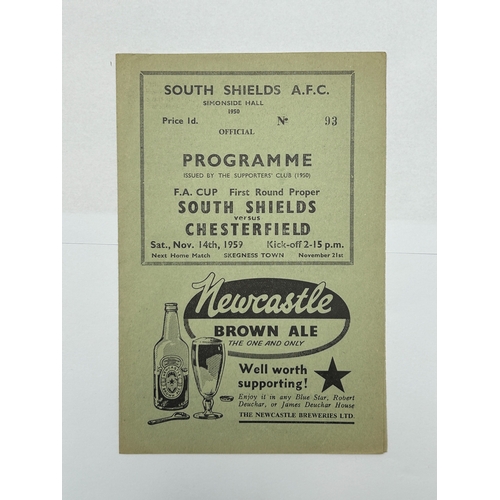 SOUTH SHIELDS A.F.C.
SIMONSIDE HALL
1950
Price 1d. No 93
OFFICIAL
PROGRAMME
ISSUED BY THE SUPPORTERS' CLUB (1950)
F.A. CUP First Round Proper
SOUTH SHIELDS
versus
CHESTERFIELD
Sat., Nov. 14th, 1959 Kick-off 2-15 p.m.
Next Home Match SKEGNESS TOWN November 21st
Newcastle
BROWN ALE
THE ONE AND ONLY
Well worth
supporting!
Enjoy it in any Blue Star, Robert
Deuchar, or James Deuchar House
THE NEWCASTLE BREWERIES LTD.